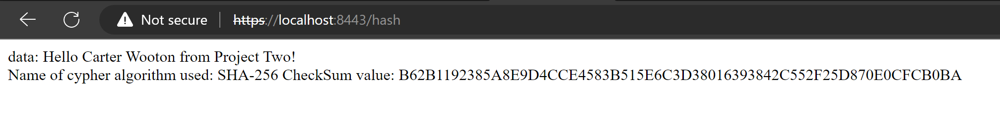 Not secure https://localhost:8443/hash
data: Hello Carter Wooton from Project Two!
Name of cypher algorithm used: SHA-256 CheckSum value: B62B1192385A8E9D4CCE4583B515E6C3D38016393842C552F25D870E0CFCB0BA